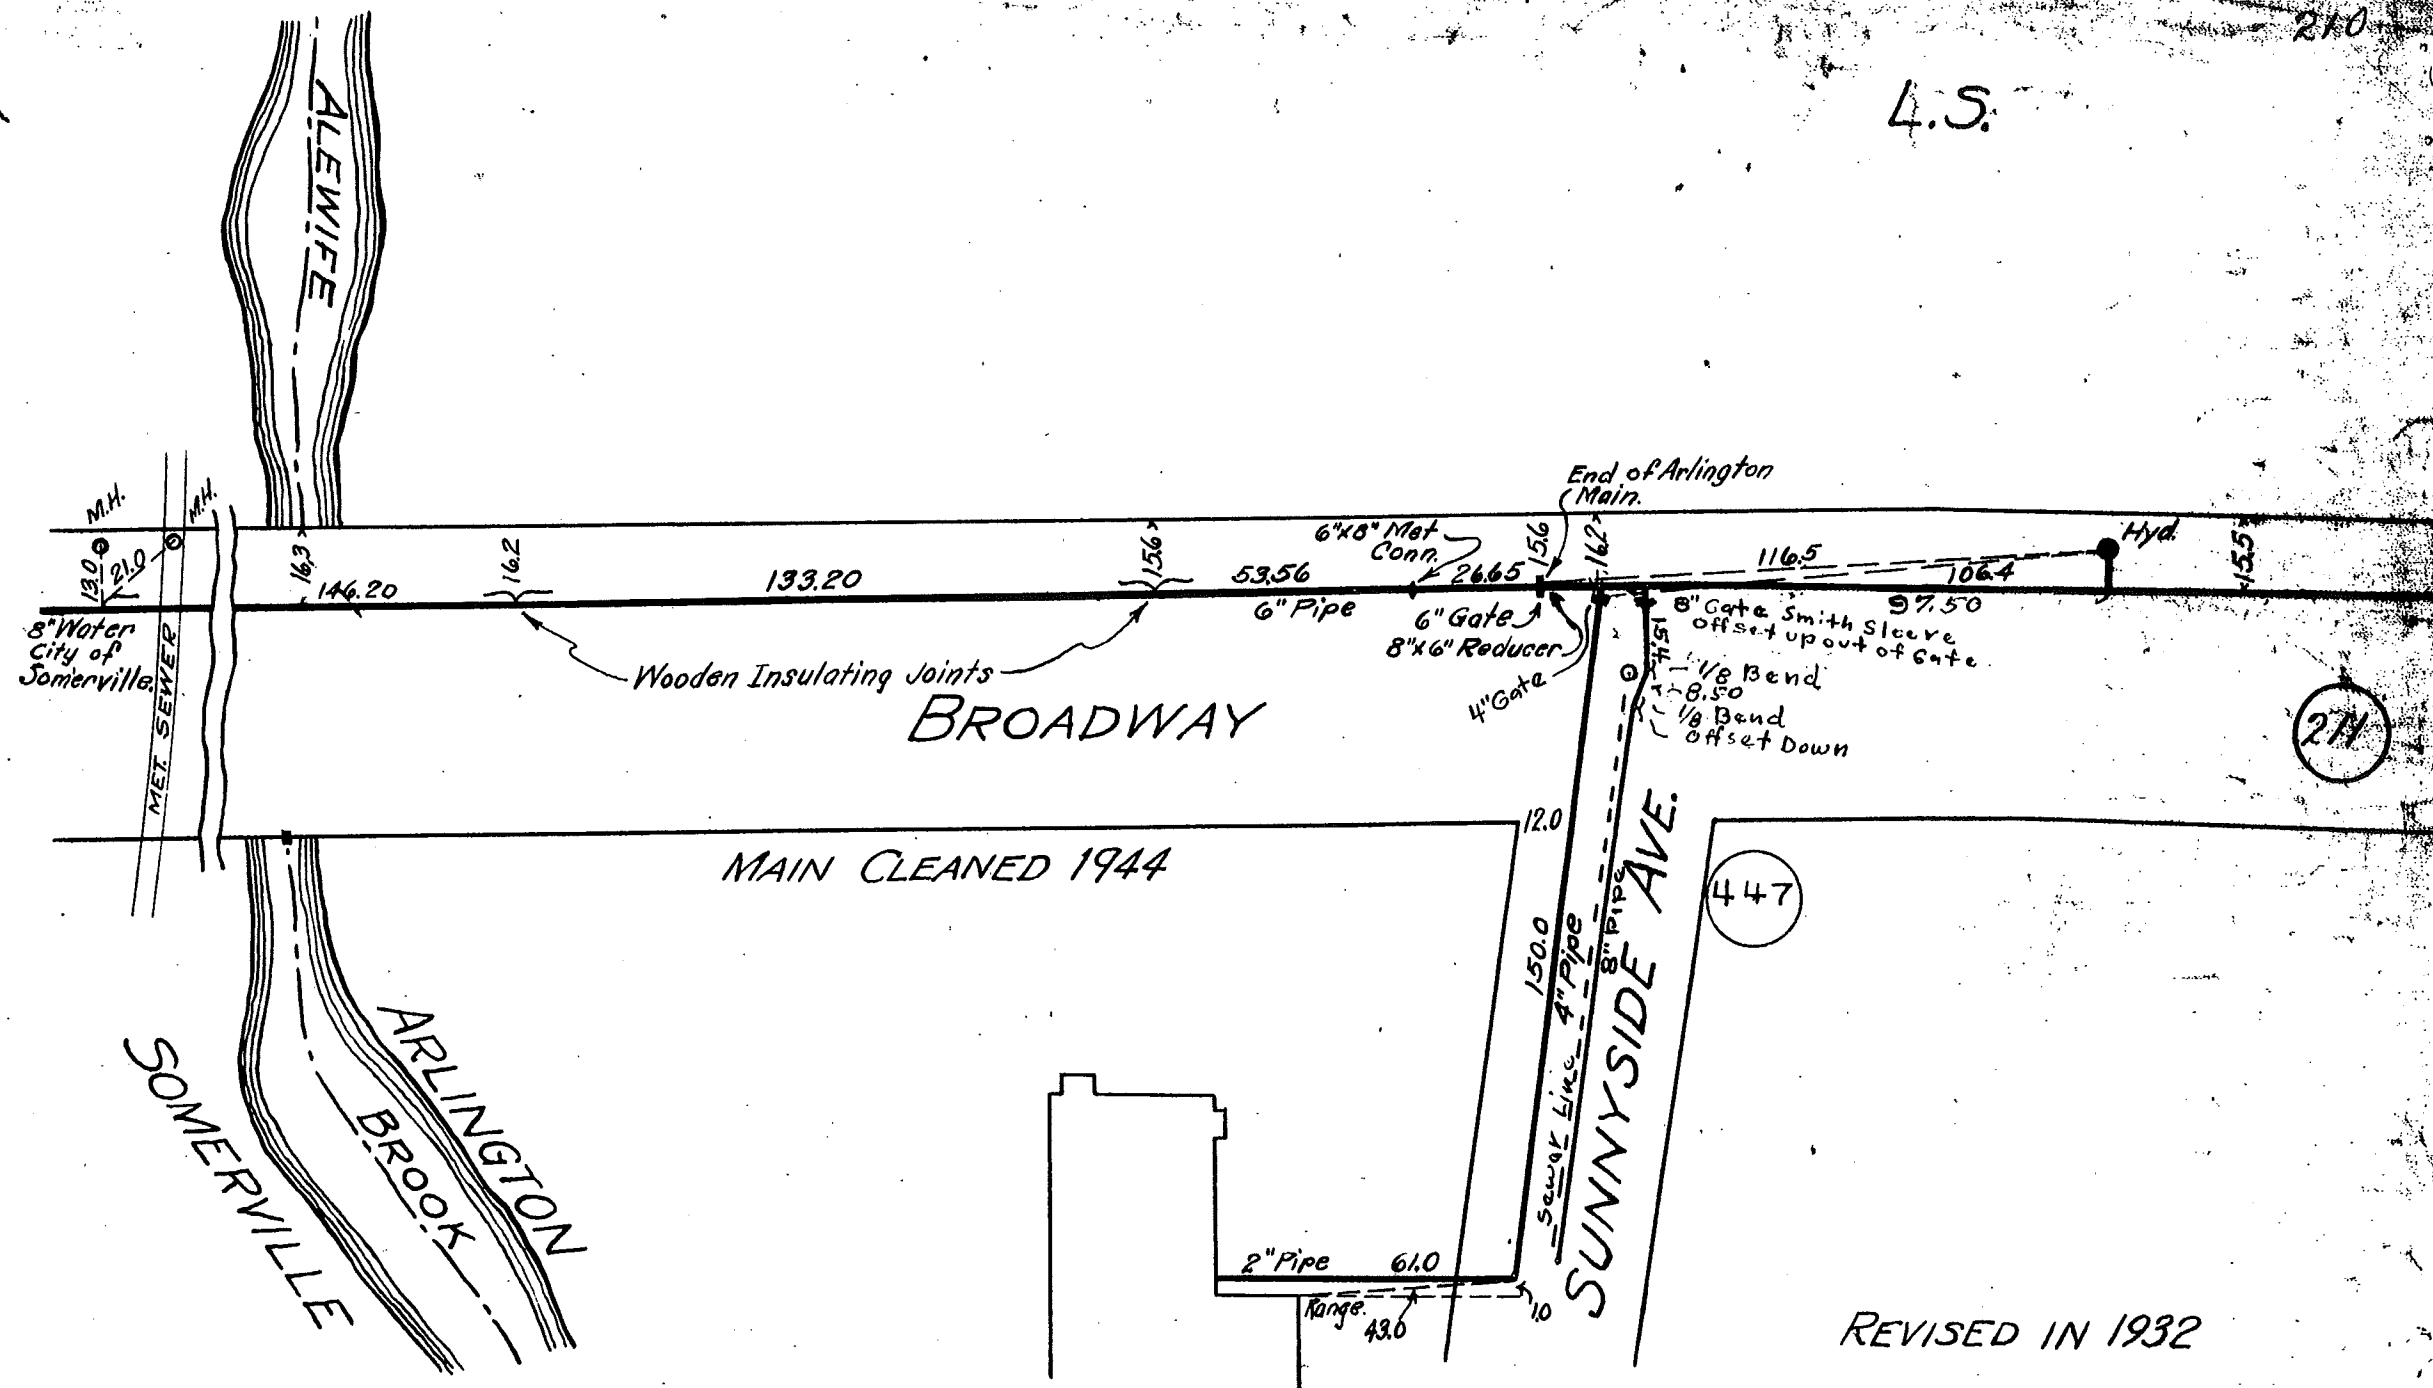 210
L.S.
ALEWIFE
M.H.
M.H.
13.0
21.0
16.3
146.20
16.2
133.20
15.6
53.56
6" Pipe
6"x8" Met
Conn.
26.65
15.6
End of Arlington
Main.
16.2
116.5
106.4
97.50
Hyd.
15.5
8" Water
City of
Somerville.
MET. SEWER
Wooden Insulating Joints
6" Gate
8"x6" Reducer
4" Gate
8" Gate Smith Sleeve
offset up out of Gate
15.4
1/8 Bend
8.50
1/8 Bend
offset Down
BROADWAY
211
MAIN CLEANED 1944
12.0
447
150.0
4" Pipe
8" Pipe
Sewer Line
SUNNYSIDE AVE.
SOMERVILLE
BROOK
ARLINGTON
2" Pipe
61.0
Range.
43.0
1.0
REVISED IN 1932